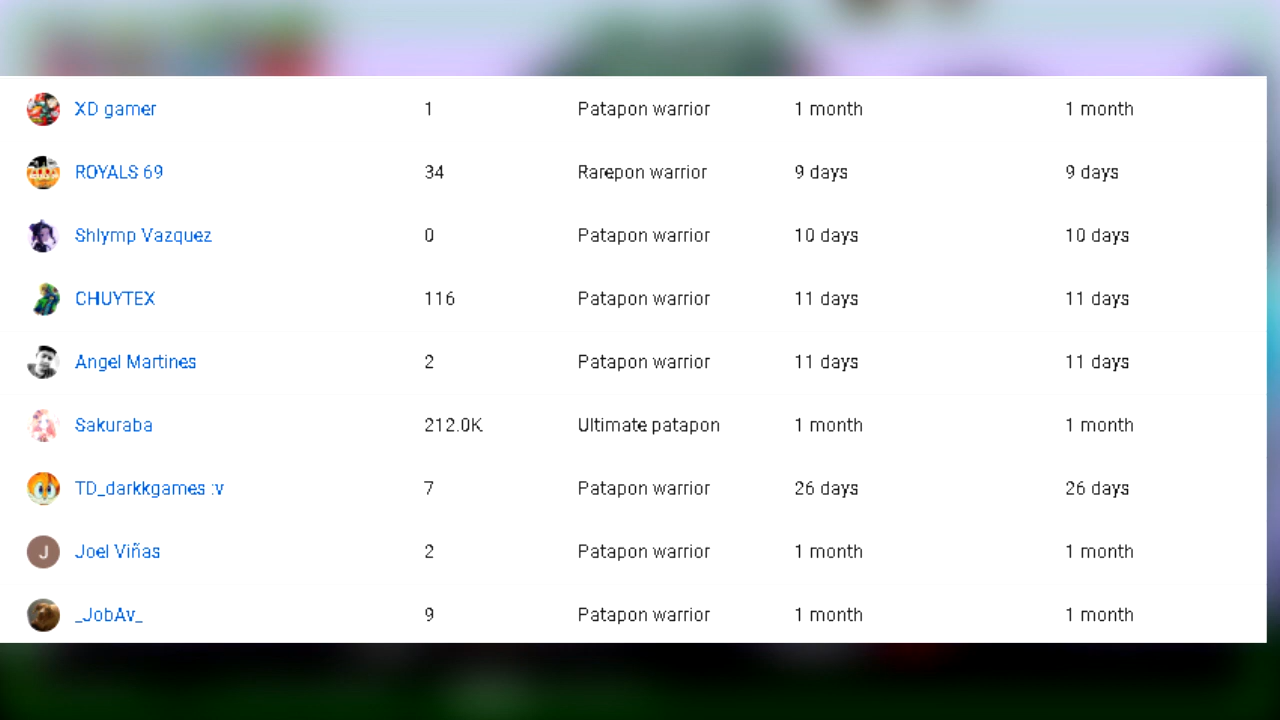 XD gamer 1 Patapon warrior 1 month 1 month
ROYALS 69 34 Rarepon warrior 9 days 9 days
Shlymp Vazquez 0 Patapon warrior 10 days 10 days
CHUYTEX 116 Patapon warrior 11 days 11 days
Angel Martines 2 Patapon warrior 11 days 11 days
Sakuraba 212.0K Ultimate patapon 1 month 1 month
TD_darkkgames :v 7 Patapon warrior 26 days 26 days
J Joel Viñas 2 Patapon warrior 1 month 1 month
_JobAv_ 9 Patapon warrior 1 month 1 month